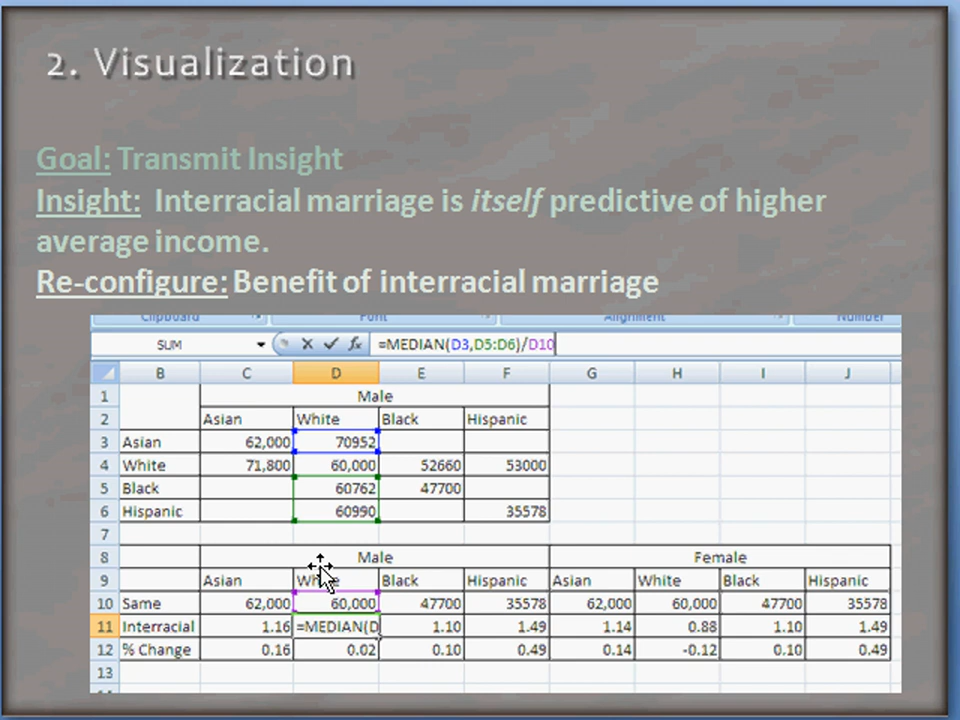 2. Visualization
Goal: Transmit Insight
Insight: Interracial marriage is itself predictive of higher
average income.
Re-configure: Benefit of interracial marriage
Clipboard Font Alignment Number
SUM =MEDIAN(D3,D5:D6)/D10
B C D E F G H I J
1 Male
2 Asian White Black Hispanic
3 Asian 62,000 70952
4 White 71,800 60,000 52660 53000
5 Black 60762 47700
6 Hispanic 60990 35578
7
8 Male Female
9 Asian White Black Hispanic Asian White Black Hispanic
10 Same 62,000 60,000 47700 35578 62,000 60,000 47700 35578
11 Interracial 1.16 =MEDIAN(D 1.10 1.49 1.14 0.88 1.10 1.49
12 % Change 0.16 0.02 0.10 0.49 0.14 -0.12 0.10 0.49
13